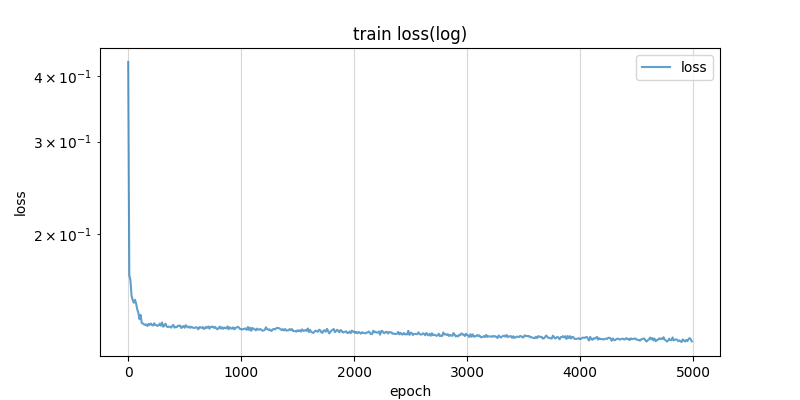 train loss(log)
loss
4 × 10⁻¹
3 × 10⁻¹
2 × 10⁻¹
loss
0 1000 2000 3000 4000 5000
epoch